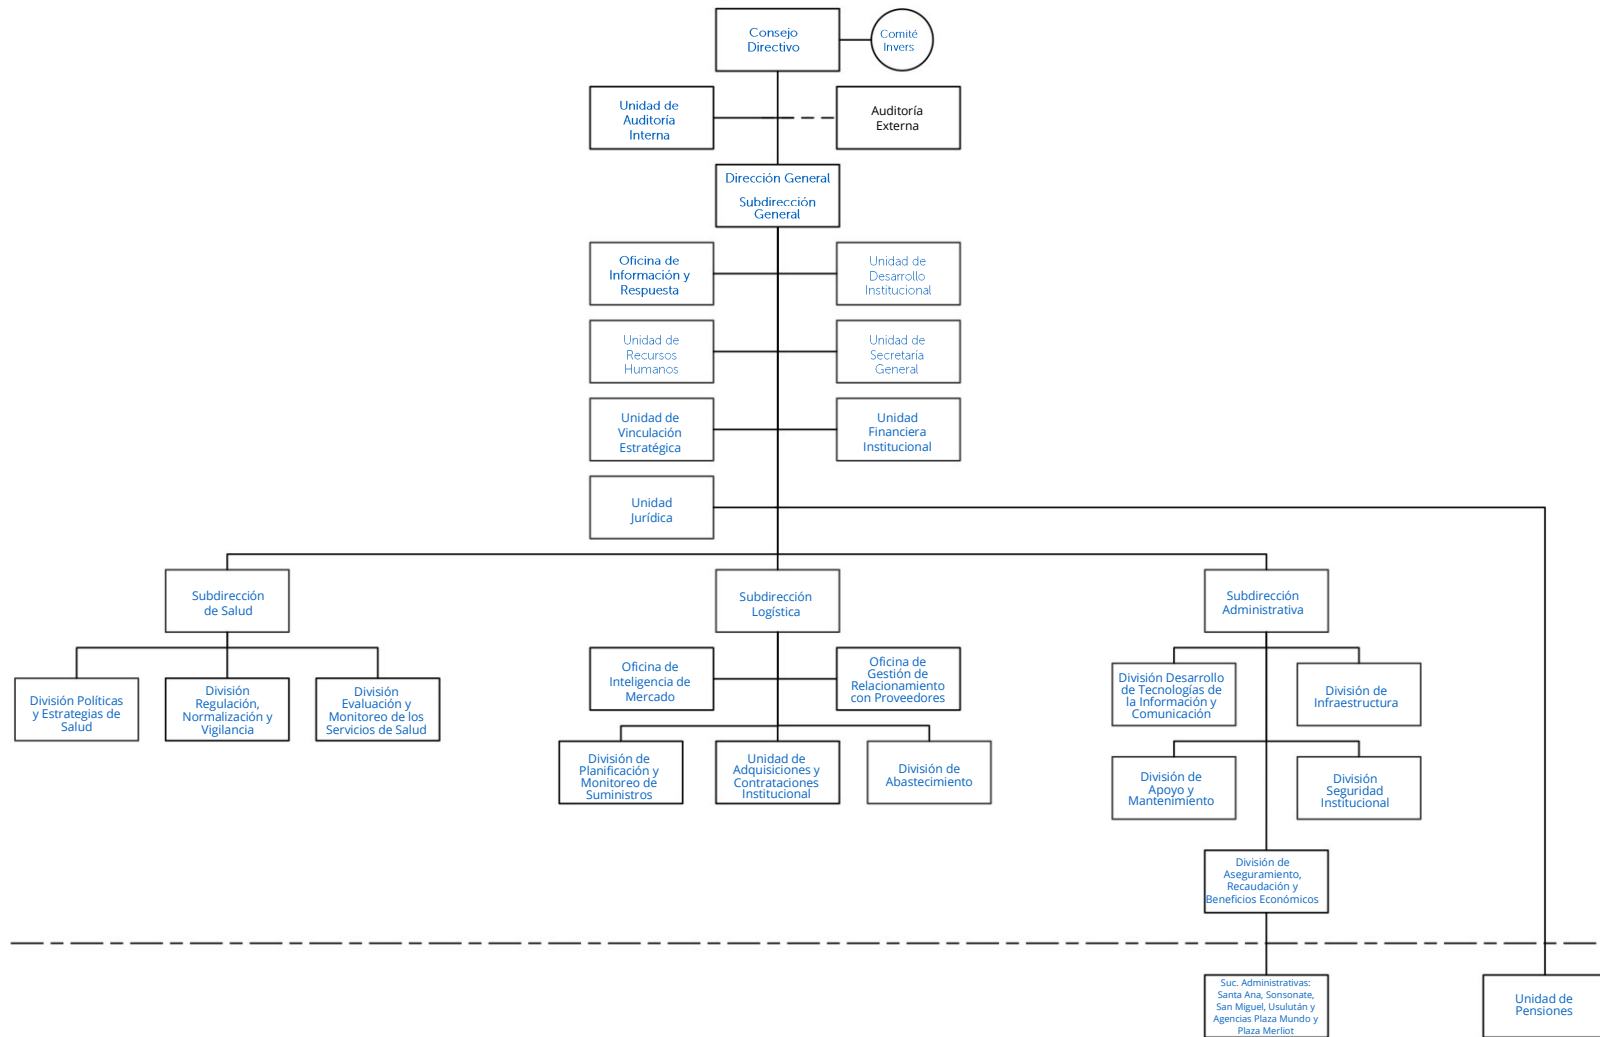 Consejo
Directivo
Comité
Invers
Unidad de
Auditoría
Interna
Auditoría
Externa
Dirección General
Subdirección
General
Oficina de
Información y
Respuesta
Unidad de
Desarrollo
Institucional
Unidad de
Recursos
Humanos
Unidad de
Secretaría
General
Unidad de
Vinculación
Estratégica
Unidad
Financiera
Institucional
Unidad
Jurídica
Subdirección
de Salud
Subdirección
Logística
Subdirección
Administrativa
División Políticas
y Estrategias de
Salud
División
Regulación,
Normalización y
Vigilancia
División
Evaluación y
Monitoreo de los
Servicios de Salud
Oficina de
Inteligencia de
Mercado
Oficina de
Gestión de
Relacionamiento
con Proveedores
División de
Planificación y
Monitoreo de
Suministros
Unidad de
Adquisiciones y
Contrataciones
Institucional
División de
Abastecimiento
División Desarrollo
de Tecnologías de
la Información y
Comunicación
División de
Infraestructura
División de
Apoyo y
Mantenimiento
División
Seguridad
Institucional
División de
Aseguramiento,
Recaudación y
Beneficios Económicos
Suc. Administrativas:
Santa Ana, Sonsonate,
San Miguel, Usulután y
Agencias Plaza Mundo y
Plaza Merliot
Unidad de
Pensiones